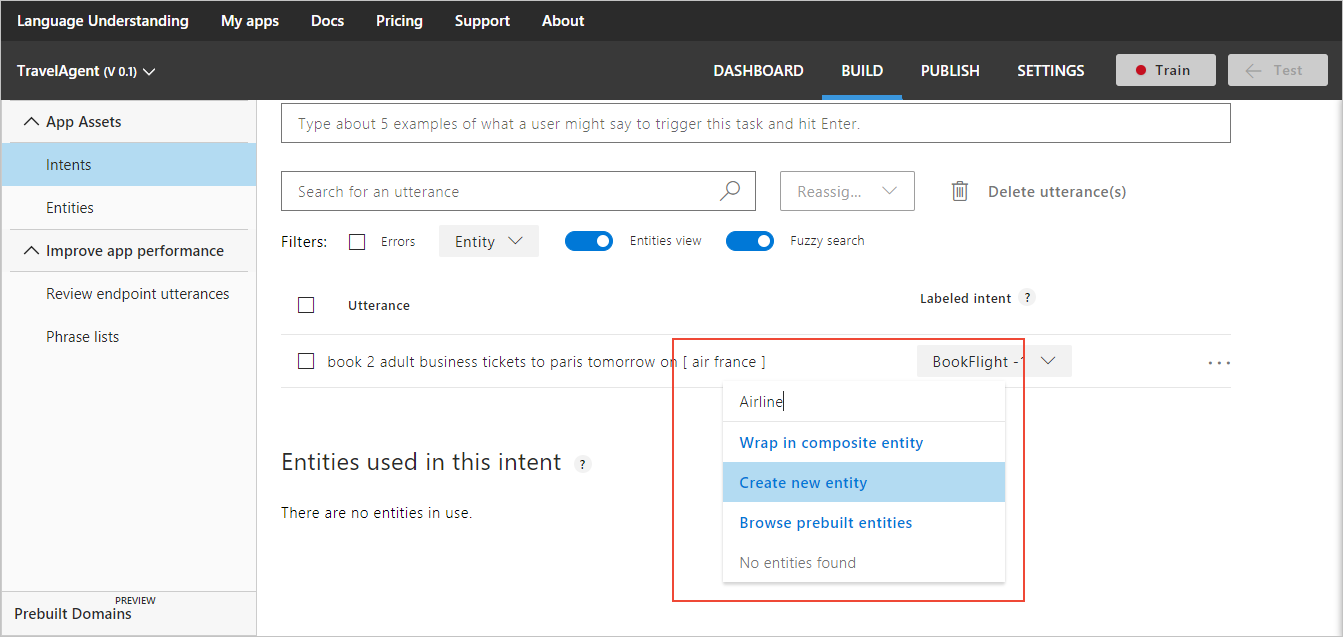 Language Understanding My apps Docs Pricing Support About
TravelAgent (V 0.1) DASHBOARD BUILD PUBLISH SETTINGS Train Test
App Assets
Intents
Entities
Improve app performance
Review endpoint utterances
Phrase lists
PREVIEW
Prebuilt Domains
Type about 5 examples of what a user might say to trigger this task and hit Enter.
Search for an utterance Reassig... Delete utterance(s)
Filters: Errors Entity Entities view Fuzzy search
Utterance Labeled intent ?
book 2 adult business tickets to paris tomorrow on [ air france ] BookFlight -1 ...
Airline
Wrap in composite entity
Create new entity
Browse prebuilt entities
No entities found
Entities used in this intent ?
There are no entities in use.